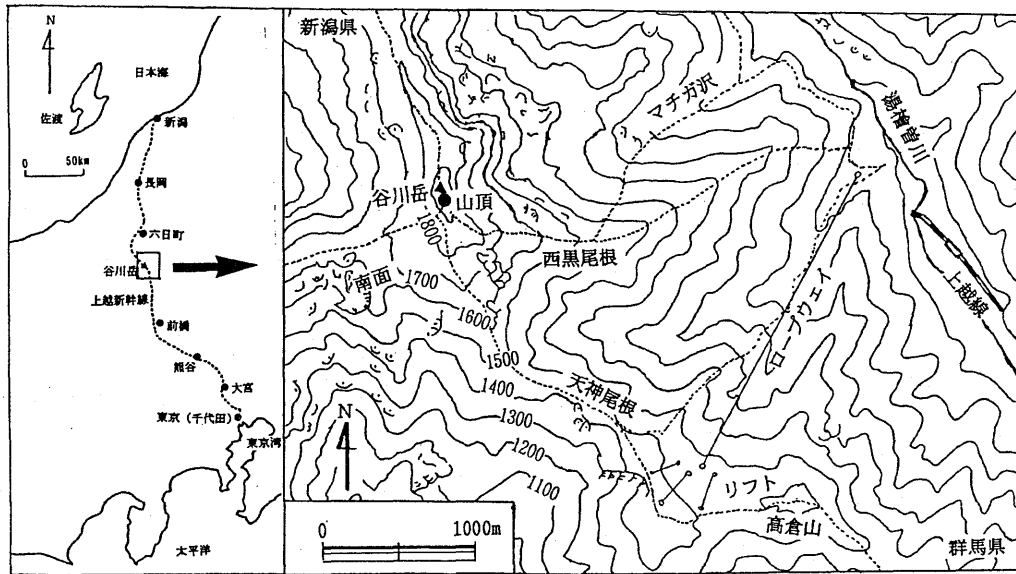 N
日本海
佐渡
新潟
0 50km
長岡
六日町
谷川岳
上越新幹線
前橋
熊谷
大宮
東京（千代田）
東京湾
太平洋
新潟県
マチガ沢
湯檜曽川
谷川岳
山頂
1800
西黒尾根
南面
1700
1600
1500
1400
1300
1200
1100
天神尾根
ロープウェイ
上越線
N
リフト
高倉山
群馬県
0 1000m